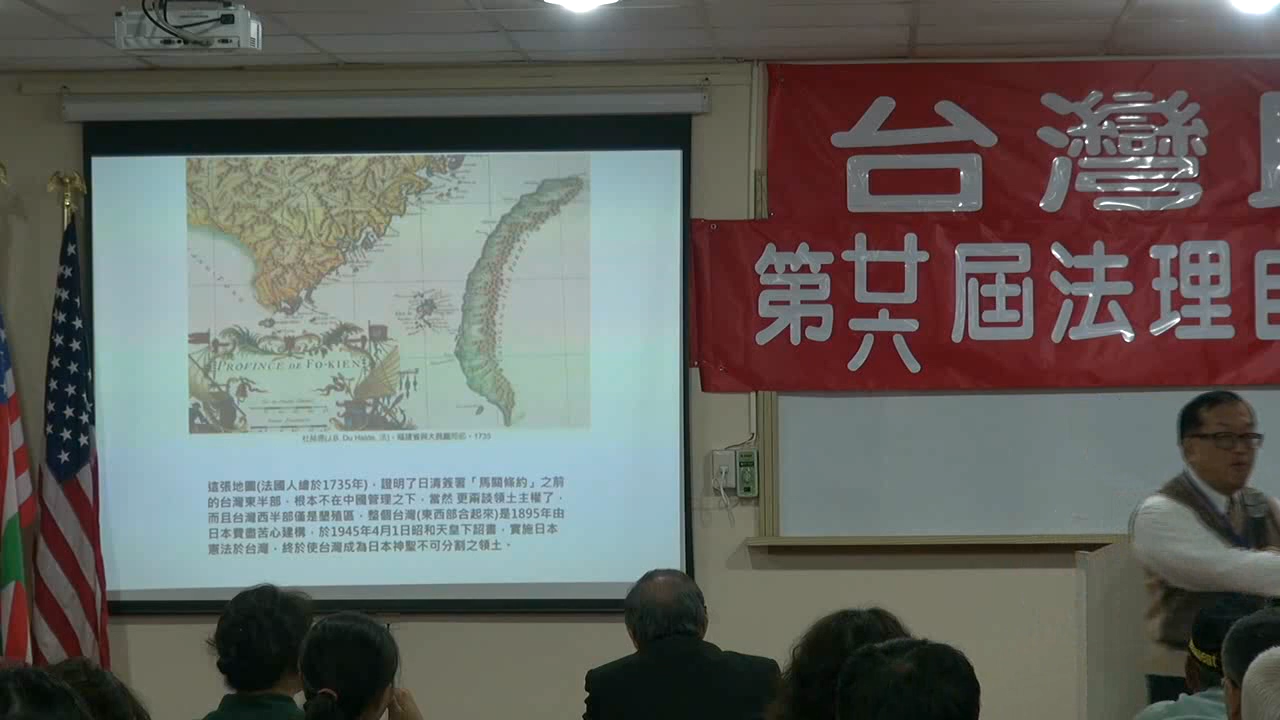 台灣
第廿六屆法理
PROVINCE DE FO-KIEN
杜赫德(J.B. Du Halde, 法),福建省與大員圖局部,1735
這張地圖(法國人繪於1735年),證明了日清簽署「馬關條約」之前
的台灣東半部,根本不在中國管理之下,當然 更兩談領土主權了,
而且台灣西半部僅是墾殖區,整個台灣(東西部合起來)是1895年由
日本費盡苦心建構,於1945年4月1日昭和天皇下詔書,實施日本
憲法於台灣,終於使台灣成為日本神聖不可分割之領土。